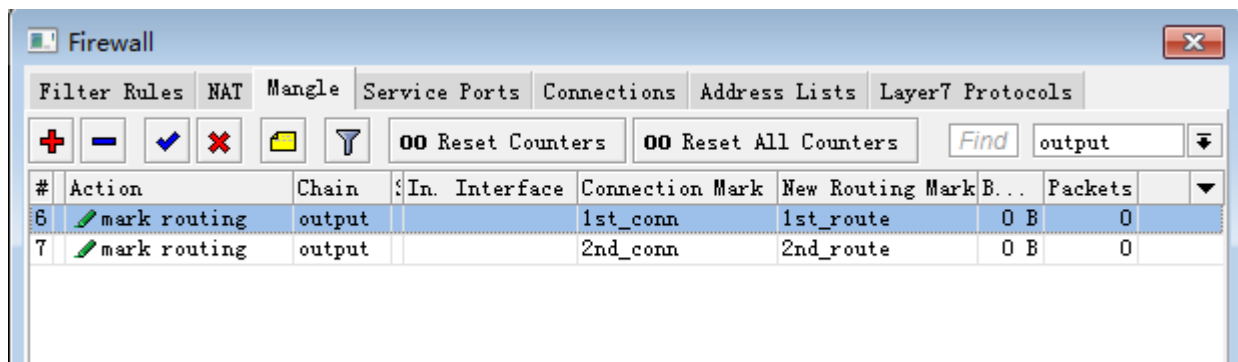 Firewall
Filter Rules NAT Mangle Service Ports Connections Address Lists Layer7 Protocols
00 Reset Counters 00 Reset All Counters Find output
# Action Chain In. Interface Connection Mark New Routing Mark B... Packets
6 mark routing output 1st_conn 1st_route 0 B 0
7 mark routing output 2nd_conn 2nd_route 0 B 0